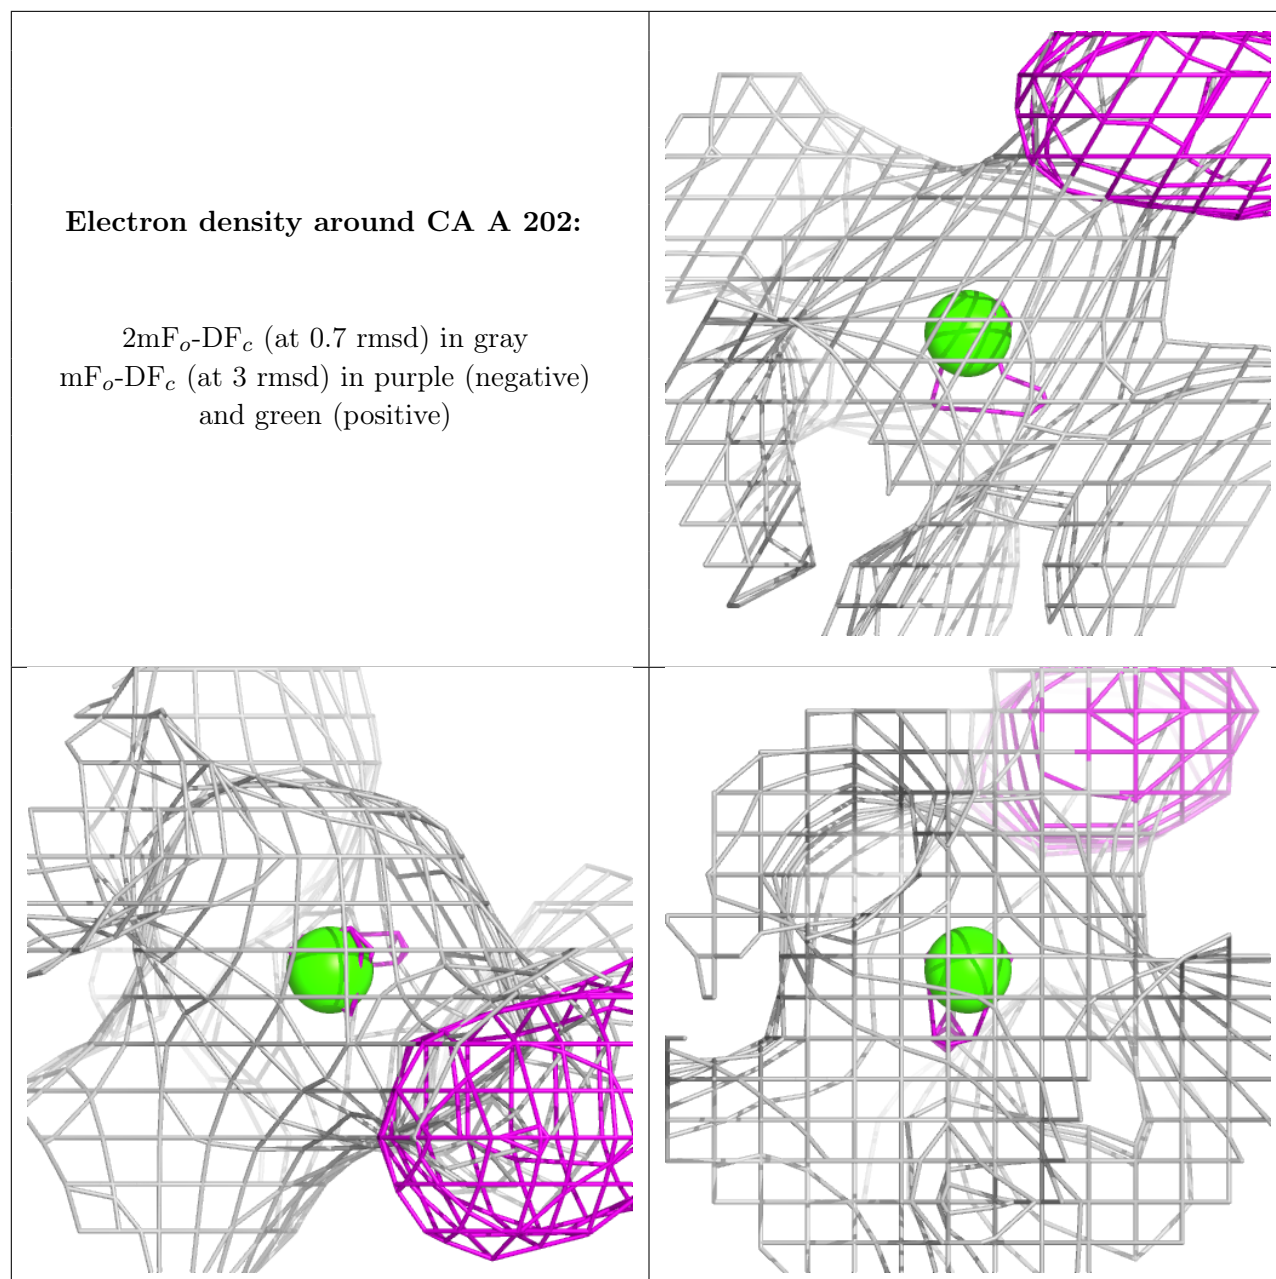 Electron density around CA A 202:
2mFo-DFc (at 0.7 rmsd) in gray
mFo-DFc (at 3 rmsd) in purple (negative)
and green (positive)